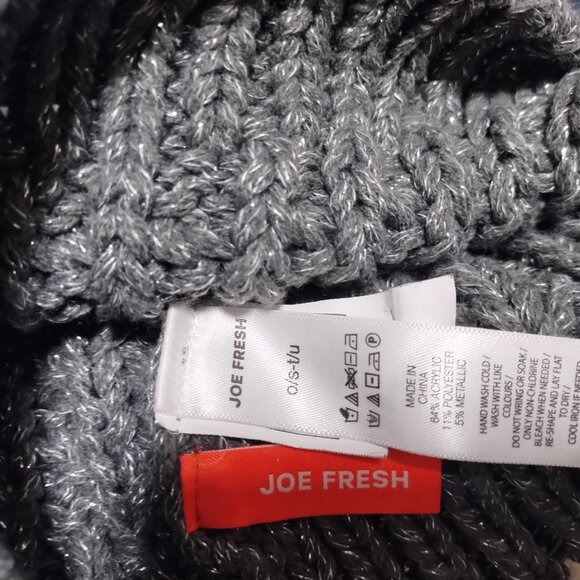 JOE FRESH
o/s-t/u
MADE IN
CHINA
84% ACRYLIC
11% POLYESTER
5% METALLIC
HAND WASH COLD/
WASH WITH LIKE
COLOURS/
DO NOT WRING OR SOAK/
ONLY NON-CHLORINE
BLEACH WHEN NEEDED/
RE-SHAPE AND LAY FLAT
TO DRY/
COOL IRON IF
JOE FRESH